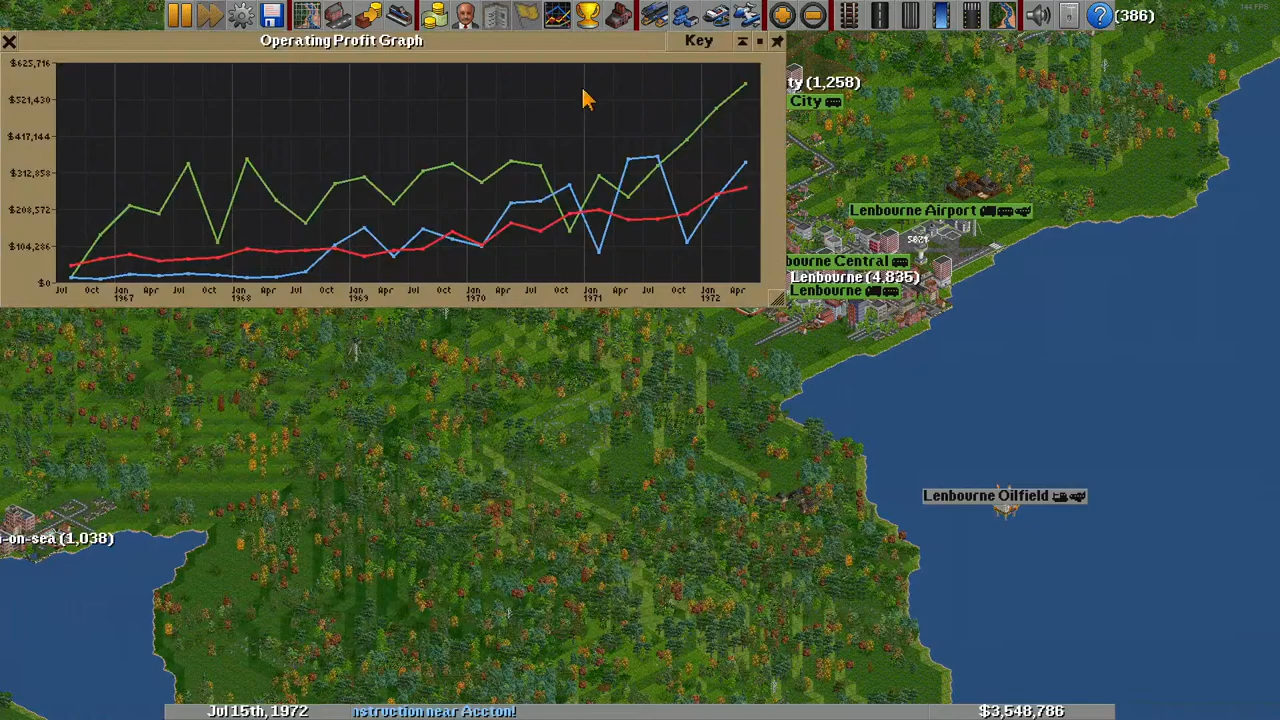 144 FPS
(386)
Operating Profit Graph
Key
$625,716
$521,430
$417,144
$312,858
$208,572
$104,286
$0
Jul Oct Jan 1967 Apr Jul Oct Jan 1968 Apr Jul Oct Jan 1969 Apr Jul Oct Jan 1970 Apr Jul Oct Jan 1971 Apr Jul Oct Jan 1972 Apr
ty (1,258)
City
Lenbourne Airport
ourne Central
Lenbourne (4,835)
Lenbourne
Lenbourne Oilfield
n-on-sea (1,038)
Jul 15th, 1972
nstruction near Accton!
$3,548,786